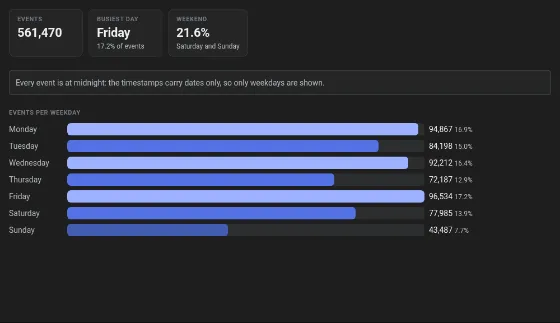 EVENTS
561,470
BUSIEST DAY
Friday
17.2% of events
WEEKEND
21.6%
Saturday and Sunday
Every event is at midnight: the timestamps carry dates only, so only weekdays are shown.
EVENTS PER WEEKDAY
Monday 94,867 16.9%
Tuesday 84,198 15.0%
Wednesday 92,212 16.4%
Thursday 72,187 12.9%
Friday 96,534 17.2%
Saturday 77,985 13.9%
Sunday 43,487 7.7%